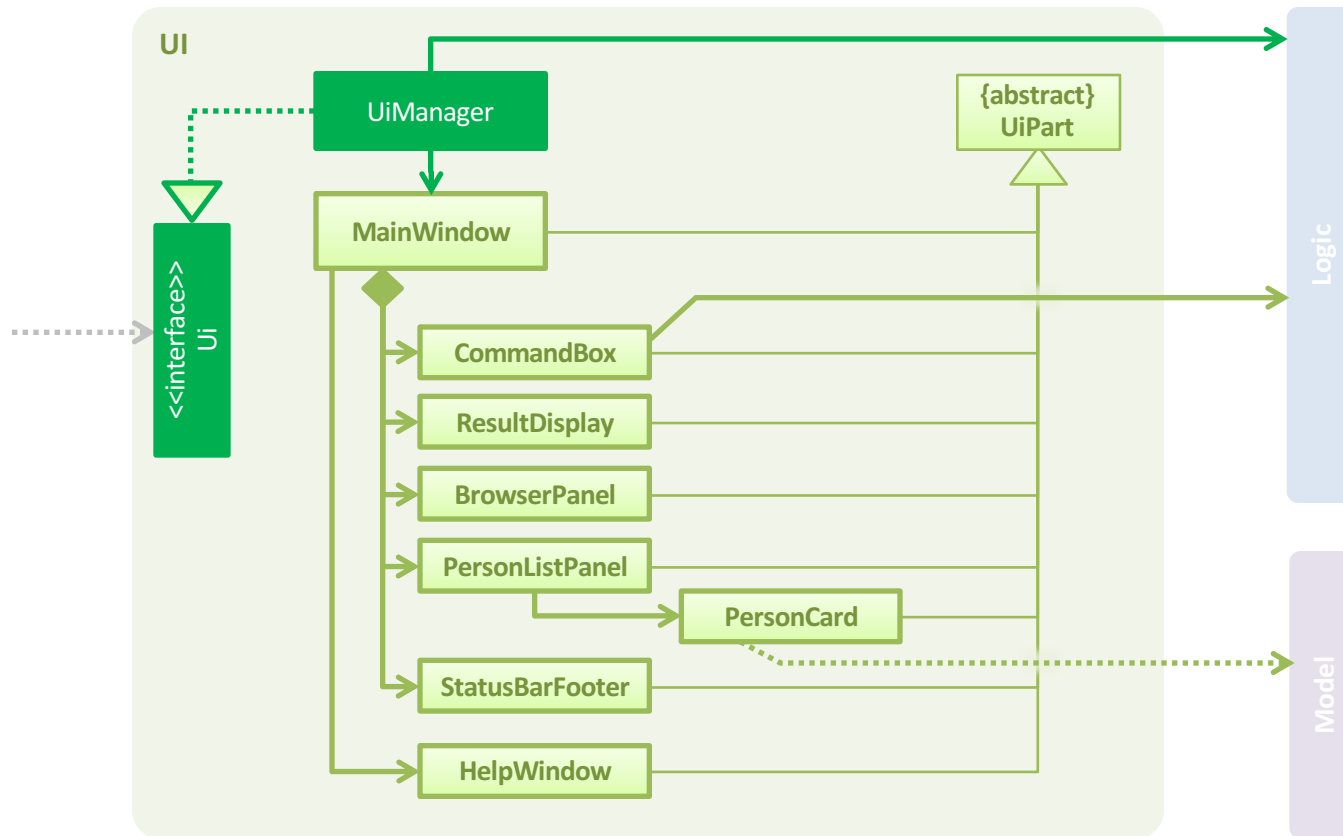 UI
UiManager
{abstract}
UiPart
MainWindow
<<interface>>
Ui
Logic
CommandBox
ResultDisplay
BrowserPanel
PersonListPanel
PersonCard
StatusBarFooter
Model
HelpWindow